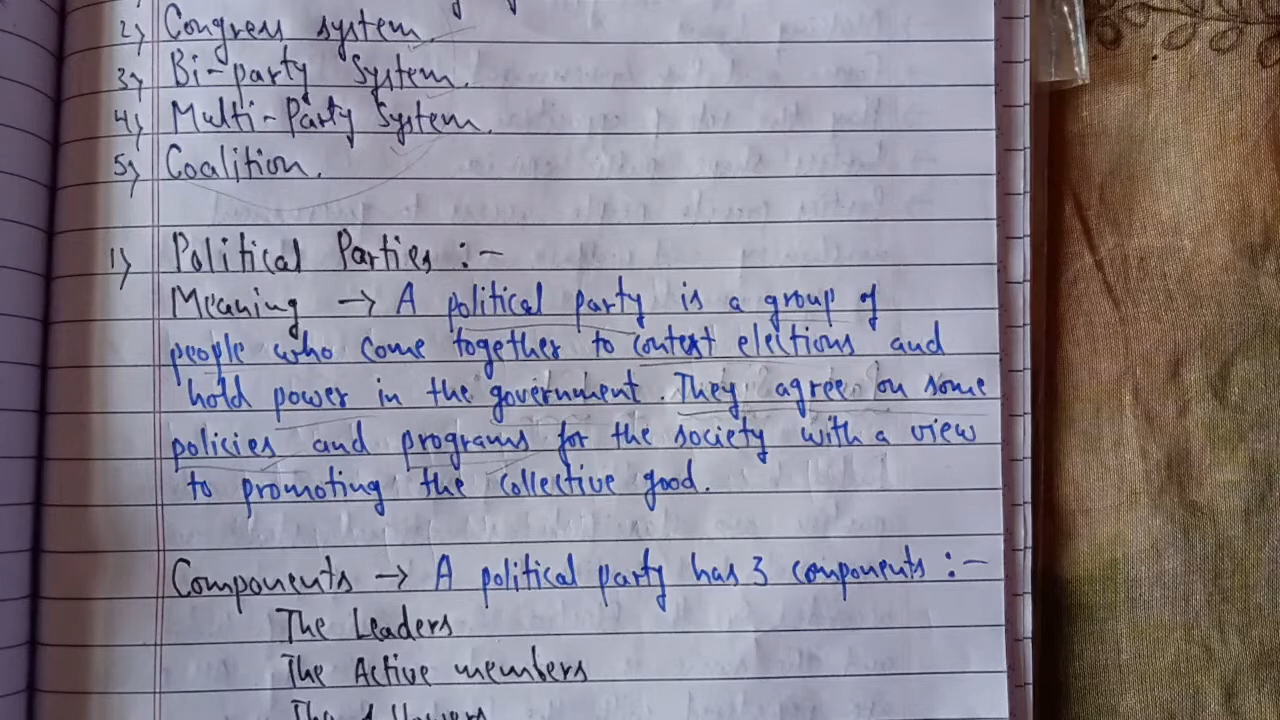 2) Congress system.
3) Bi-party System.
4) Multi-Party System.
5) Coalition.
1) Political Parties :-
Meaning → A political party is a group of
people who come together to contest elections and
hold power in the government. They agree on some
policies and programs for the society with a view
to promoting the collective good.
Components → A political party has 3 components :-
The Leaders
The Active members
The followers